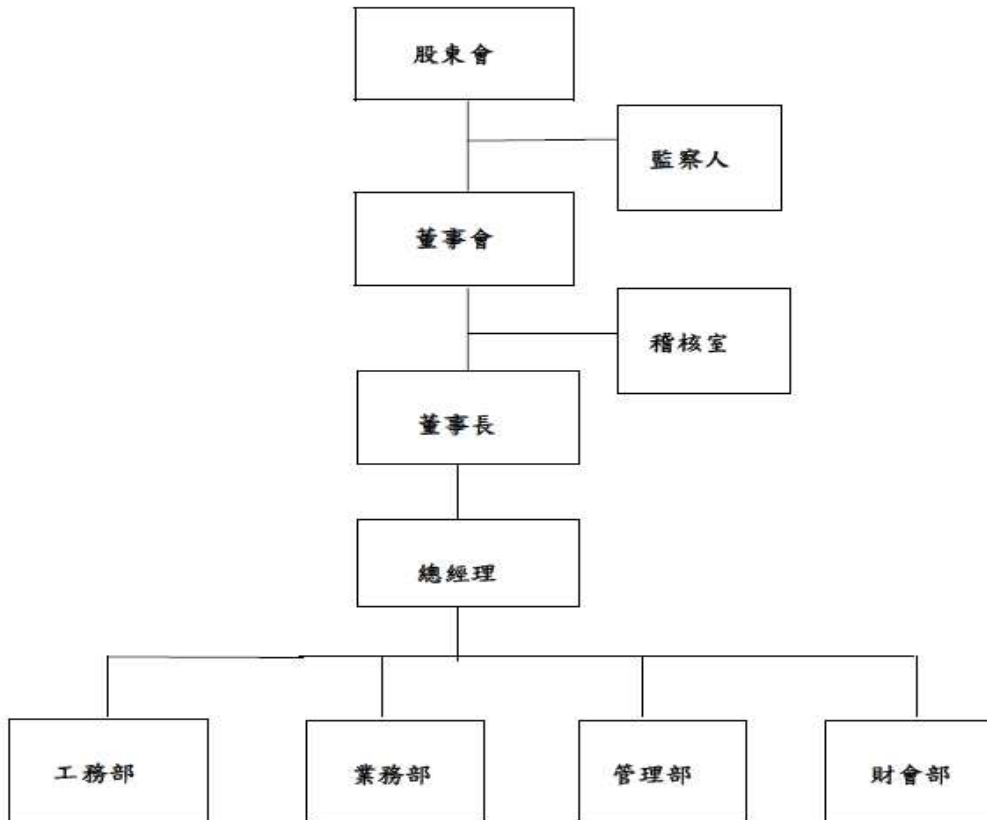 股東會
監察人
董事會
稽核室
董事長
總經理
工務部
業務部
管理部
財會部